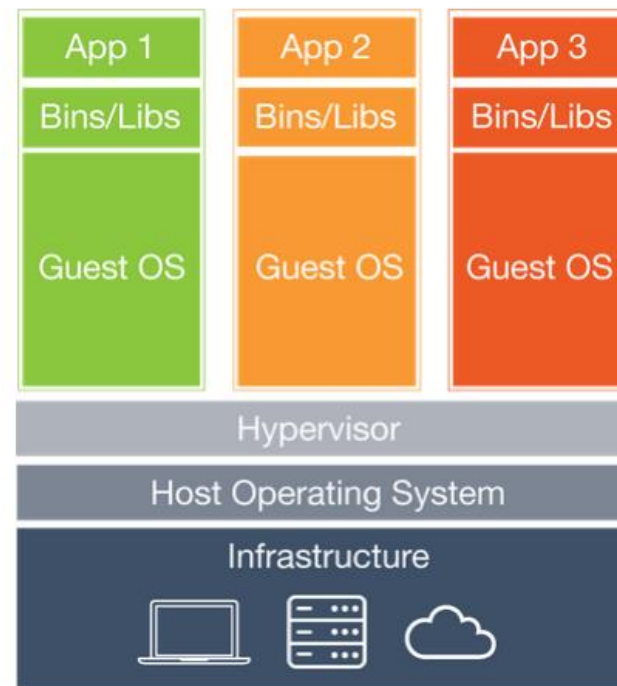 App 1
App 2
App 3
Bins/Libs
Bins/Libs
Bins/Libs
Guest OS
Guest OS
Guest OS
Hypervisor
Host Operating System
Infrastructure